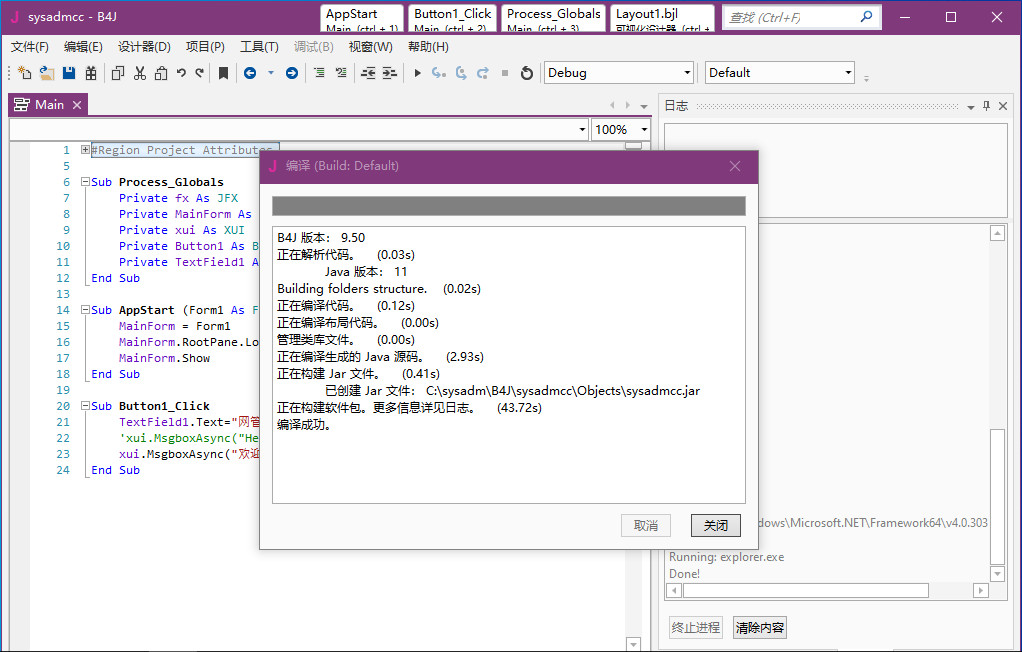 sysadmcc - B4J
AppStart
Main (ctrl + 1)
Button1_Click
Main (ctrl + 2)
Process_Globals
Main (ctrl + 3)
Layout1.bjl
可视化设计器 (ctrl +
查找 (Ctrl+F)
文件(F) 编辑(E) 设计器(D) 项目(P) 工具(T) 调试(B) 视窗(W) 帮助(H)
Debug
Default
Main
日志
100%
1 #Region Project Attributes
5
6 Sub Process_Globals
7 Private fx As JFX
8 Private MainForm As
9 Private xui As XUI
10 Private Button1 As B
11 Private TextField1 A
12 End Sub
13
14 Sub AppStart (Form1 As F
15 MainForm = Form1
16 MainForm.RootPane.Lo
17 MainForm.Show
18 End Sub
19
20 Sub Button1_Click
21 TextField1.Text="网管
22 'xui.MsgboxAsync("He
23 xui.MsgboxAsync("欢迎
24 End Sub
编译 (Build: Default)
B4J 版本： 9.50
正在解析代码。 (0.03s)
Java 版本： 11
Building folders structure. (0.02s)
正在编译代码。 (0.12s)
正在编译布局代码。 (0.00s)
管理类库文件。 (0.00s)
正在编译生成的 Java 源码。 (2.93s)
正在构建 Jar 文件。 (0.41s)
已创建 Jar 文件： C:\sysadm\B4J\sysadmcc\Objects\sysadmcc.jar
正在构建软件包。更多信息详见日志。 (43.72s)
编译成功。
取消
关闭
dows\Microsoft.NET\Framework64\v4.0.303
Running: explorer.exe
Done!
终止进程
清除内容